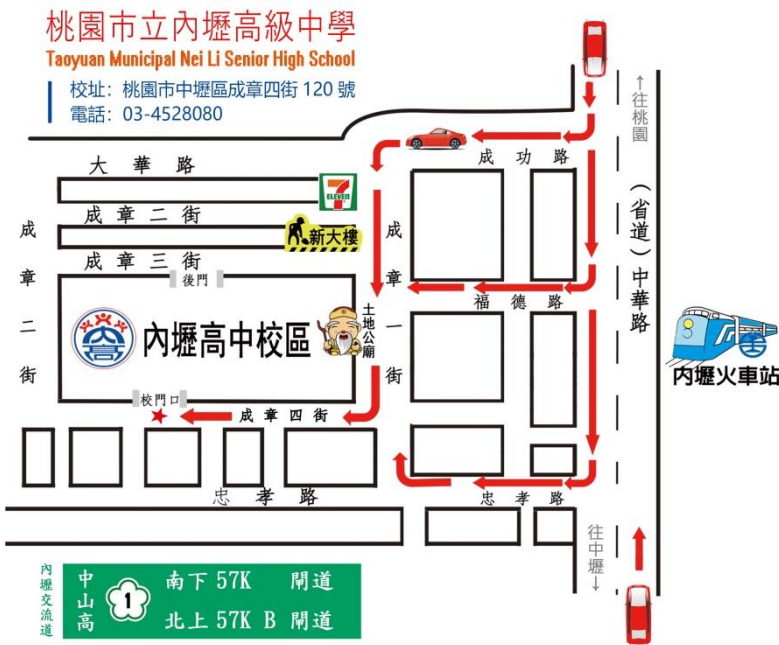 桃園市立內壢高級中學
Taoyuan Municipal Nei Li Senior High School
校址: 桃園市中壢區成章四街 120 號
電話: 03-4528080
↑往桃園
成功路
大華路
7
ELEVEN
成章二街
新大樓
成章三街
後門
成章二街
成章一街
(省道)中華路
福德路
內壢高中校區
土地公廟
內壢火車站
校門口
成章四街
忠孝路
忠孝路
往中壢↓
內壢交流道
中山高
1
南下 57K 閘道
北上 57K B 閘道